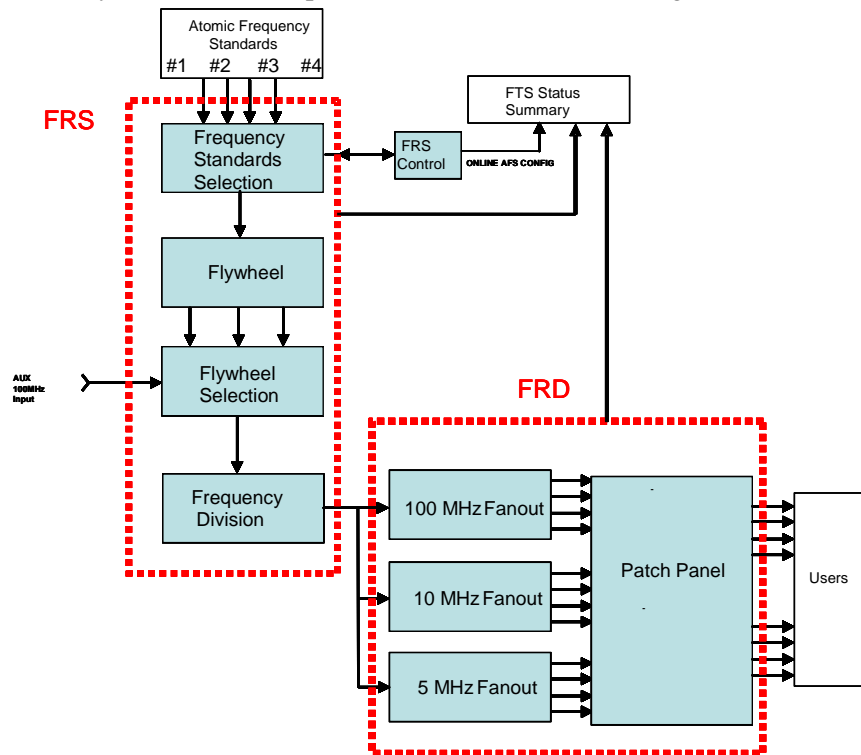 Atomic Frequency
Standards
#1 #2 #3 #4
FRS
FTS Status
Summary
Frequency
Standards
Selection
FRS
Control
ONLINE AFS CONFIG
Flywheel
AUX
100MHz
Input
Flywheel
Selection
FRD
Frequency
Division
100 MHz Fanout
10 MHz Fanout
5 MHz Fanout
Patch Panel
Users